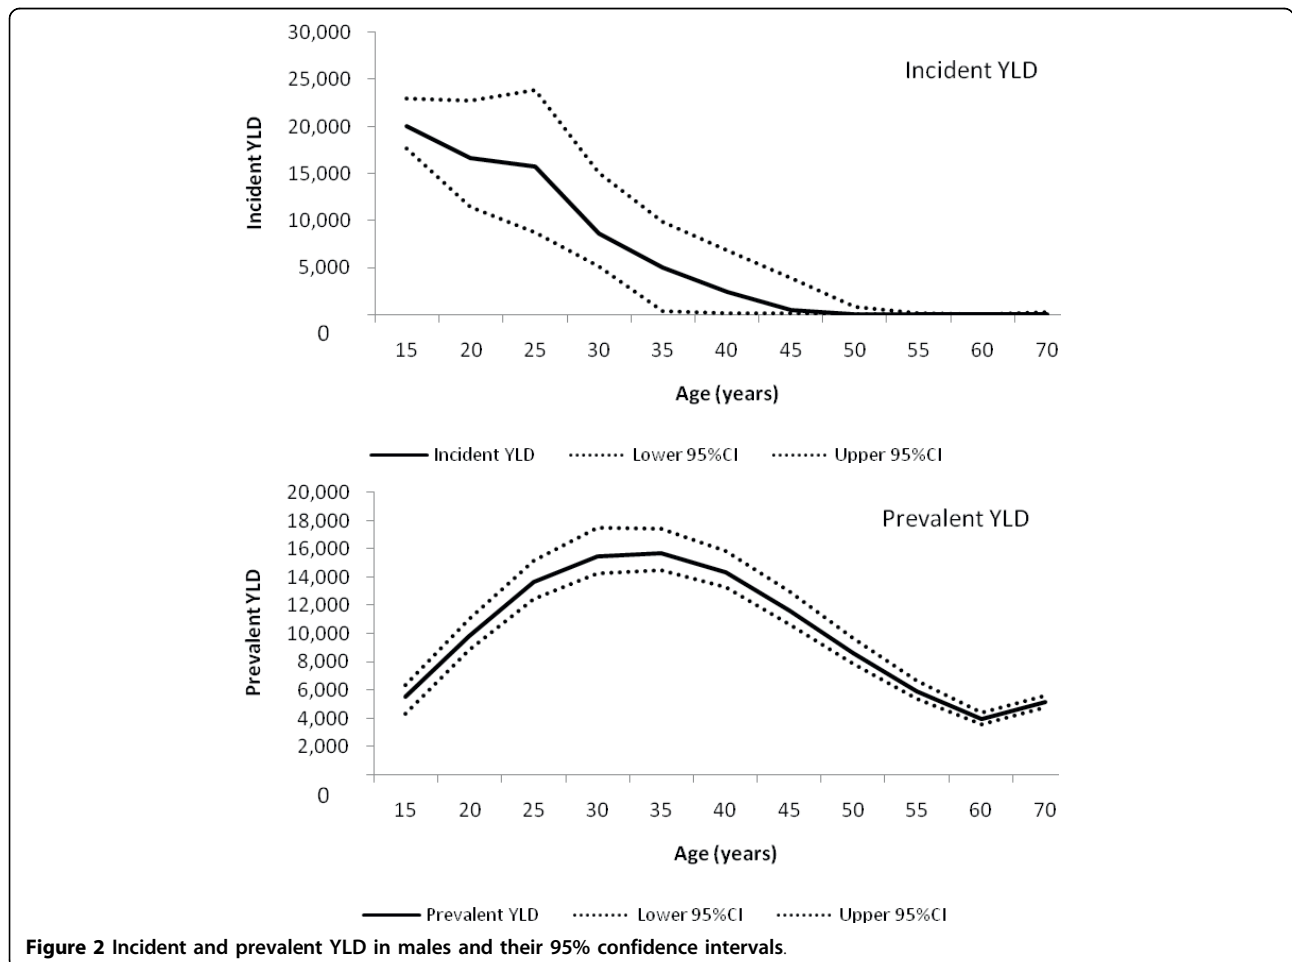 30,000
Incident YLD
25,000
20,000
15,000
10,000
5,000
0
Incident YLD
15 20 25 30 35 40 45 50 55 60 70
Age (years)
Incident YLD Lower 95%CI Upper 95%CI
20,000
Prevalent YLD
18,000
16,000
14,000
12,000
10,000
8,000
6,000
4,000
2,000
0
Prevalent YLD
15 20 25 30 35 40 45 50 55 60 70
Age (years)
Prevalent YLD Lower 95%CI Upper 95%CI
Figure 2 Incident and prevalent YLD in males and their 95% confidence intervals.